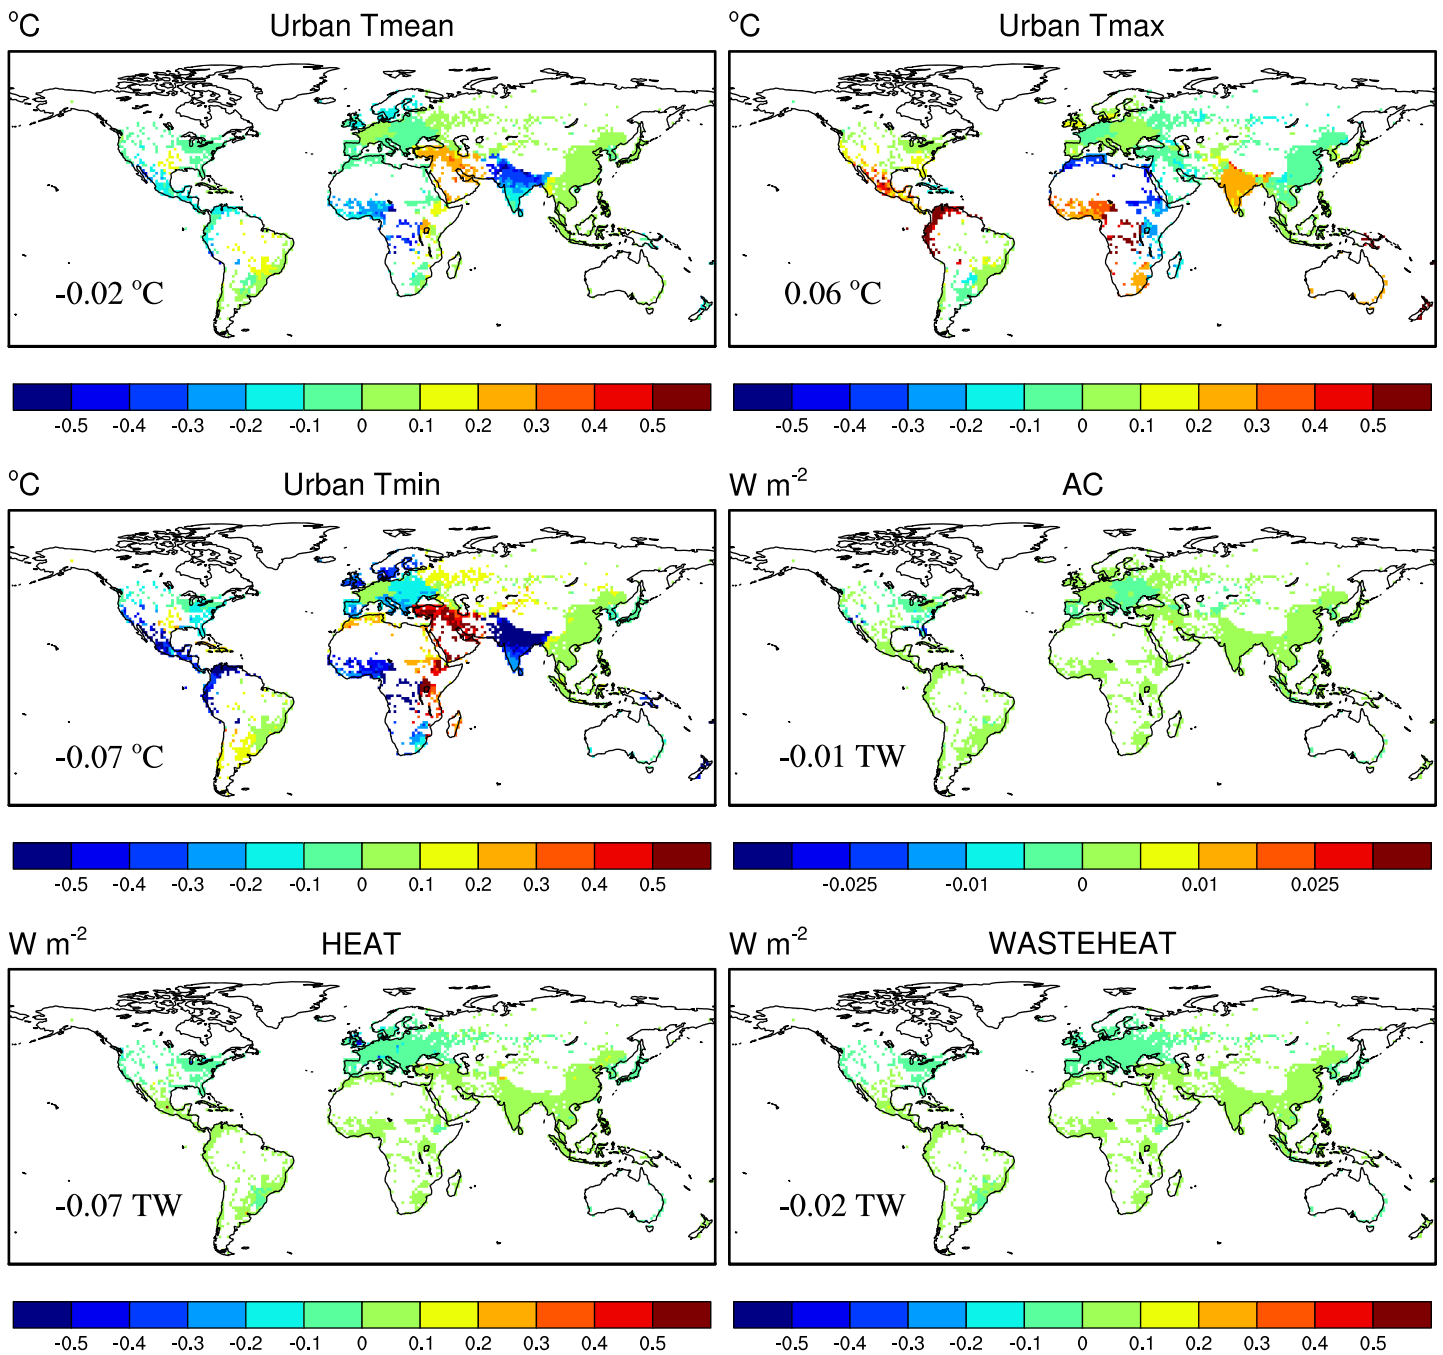 °C Urban Tmean
-0.02 °C
-0.5 -0.4 -0.3 -0.2 -0.1 0 0.1 0.2 0.3 0.4 0.5
°C Urban Tmax
0.06 °C
-0.5 -0.4 -0.3 -0.2 -0.1 0 0.1 0.2 0.3 0.4 0.5
°C Urban Tmin
-0.07 °C
-0.5 -0.4 -0.3 -0.2 -0.1 0 0.1 0.2 0.3 0.4 0.5
W m⁻² AC
-0.01 TW
-0.025 -0.01 0 0.01 0.025
W m⁻² HEAT
-0.07 TW
-0.5 -0.4 -0.3 -0.2 -0.1 0 0.1 0.2 0.3 0.4 0.5
W m⁻² WASTEHEAT
-0.02 TW
-0.5 -0.4 -0.3 -0.2 -0.1 0 0.1 0.2 0.3 0.4 0.5